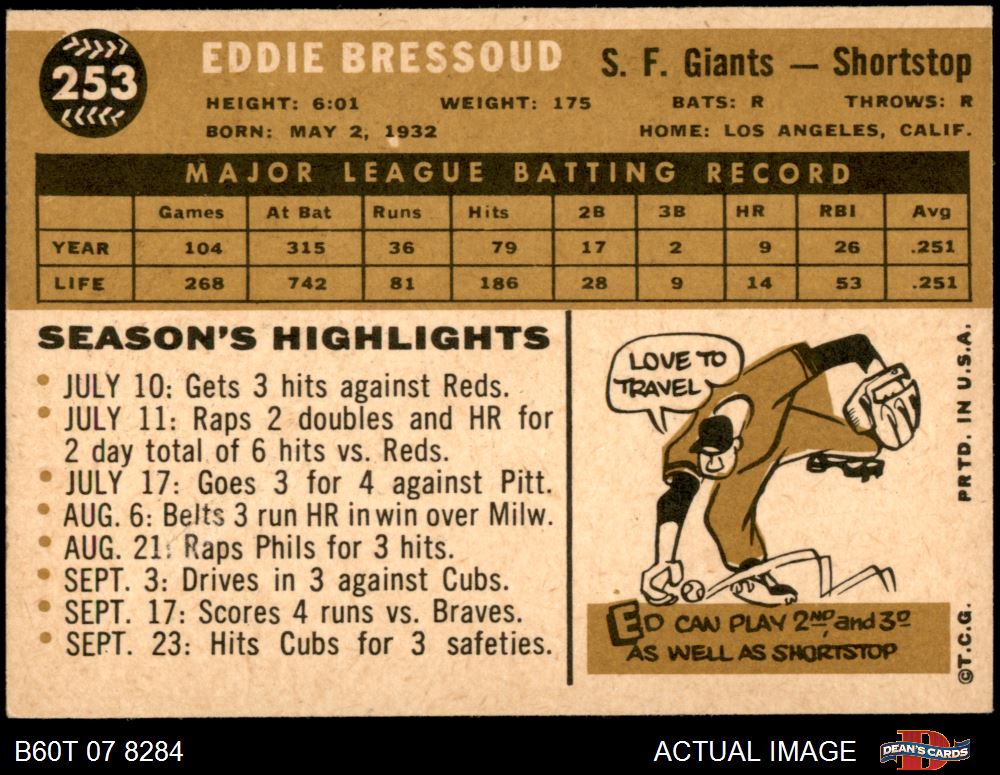 253
EDDIE BRESSOUD
S. F. Giants — Shortstop
HEIGHT: 6:01 WEIGHT: 175 BATS: R THROWS: R
BORN: MAY 2, 1932 HOME: LOS ANGELES, CALIF.
MAJOR LEAGUE BATTING RECORD
Games At Bat Runs Hits 2B 3B HR RBI Avg
YEAR 104 315 36 79 17 2 9 26 .251
LIFE 268 742 81 186 28 9 14 53 .251
SEASON'S HIGHLIGHTS
• JULY 10: Gets 3 hits against Reds.
• JULY 11: Raps 2 doubles and HR for
2 day total of 6 hits vs. Reds.
• JULY 17: Goes 3 for 4 against Pitt.
• AUG. 6: Belts 3 run HR in win over Milw.
• AUG. 21: Raps Phils for 3 hits.
• SEPT. 3: Drives in 3 against Cubs.
• SEPT. 17: Scores 4 runs vs. Braves.
• SEPT. 23: Hits Cubs for 3 safeties.
LOVE TO
TRAVEL
ED CAN PLAY 2ND, and 3D
AS WELL AS SHORTSTOP
PRTD. IN U.S.A.
©T.C.G.
B60T 07 8284
ACTUAL IMAGE
DEAN'S CARDS